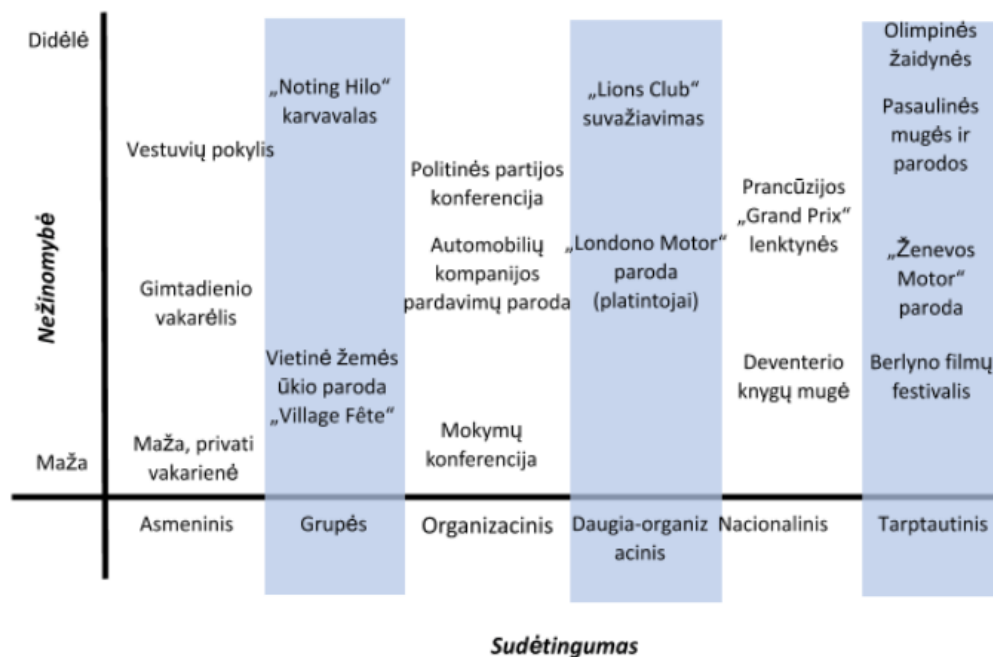 Didėlė
Nežinomybė
Maža
Vestuvių pokylis
Gimtadienio
vakarėlis
Maža, privati
vakarienė
Asmeninis
„Noting Hilo“
karvavalas
Vietinė žemės
ūkio paroda
„Village Fête“
Grupės
Politinės partijos
konferencija
Automobilių
kompanijos
pardavimų paroda
Mokymų
konferencija
Organizacinis
„Lions Club“
suvažiavimas
„Londono Motor“
paroda
(platintojai)
Daugia-organiz
acinis
Prancūzijos
„Grand Prix“
lenktynės
Deventerio
knygų mugė
Nacionalinis
Olimpinės
žaidynės
Pasaulinės
mugės ir
parodos
„Ženevos
Motor“
paroda
Berlyno filmų
festivalis
Tarptautinis
Sudėtingumas